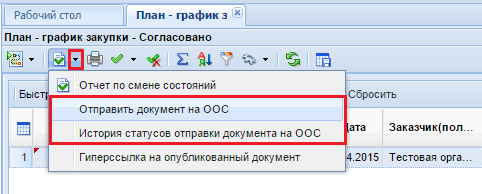 Рабочий стол
План - график з
План - график закупки - Согласовано
Отчет по смене состояний
Быстр
Отправить документ на ООС
Сбросить
История статусов отправки документа на ООС
Дата
Заказчик(пол...
Гиперссылка на опубликованный документ
1
4.2015
Тестовая орга...